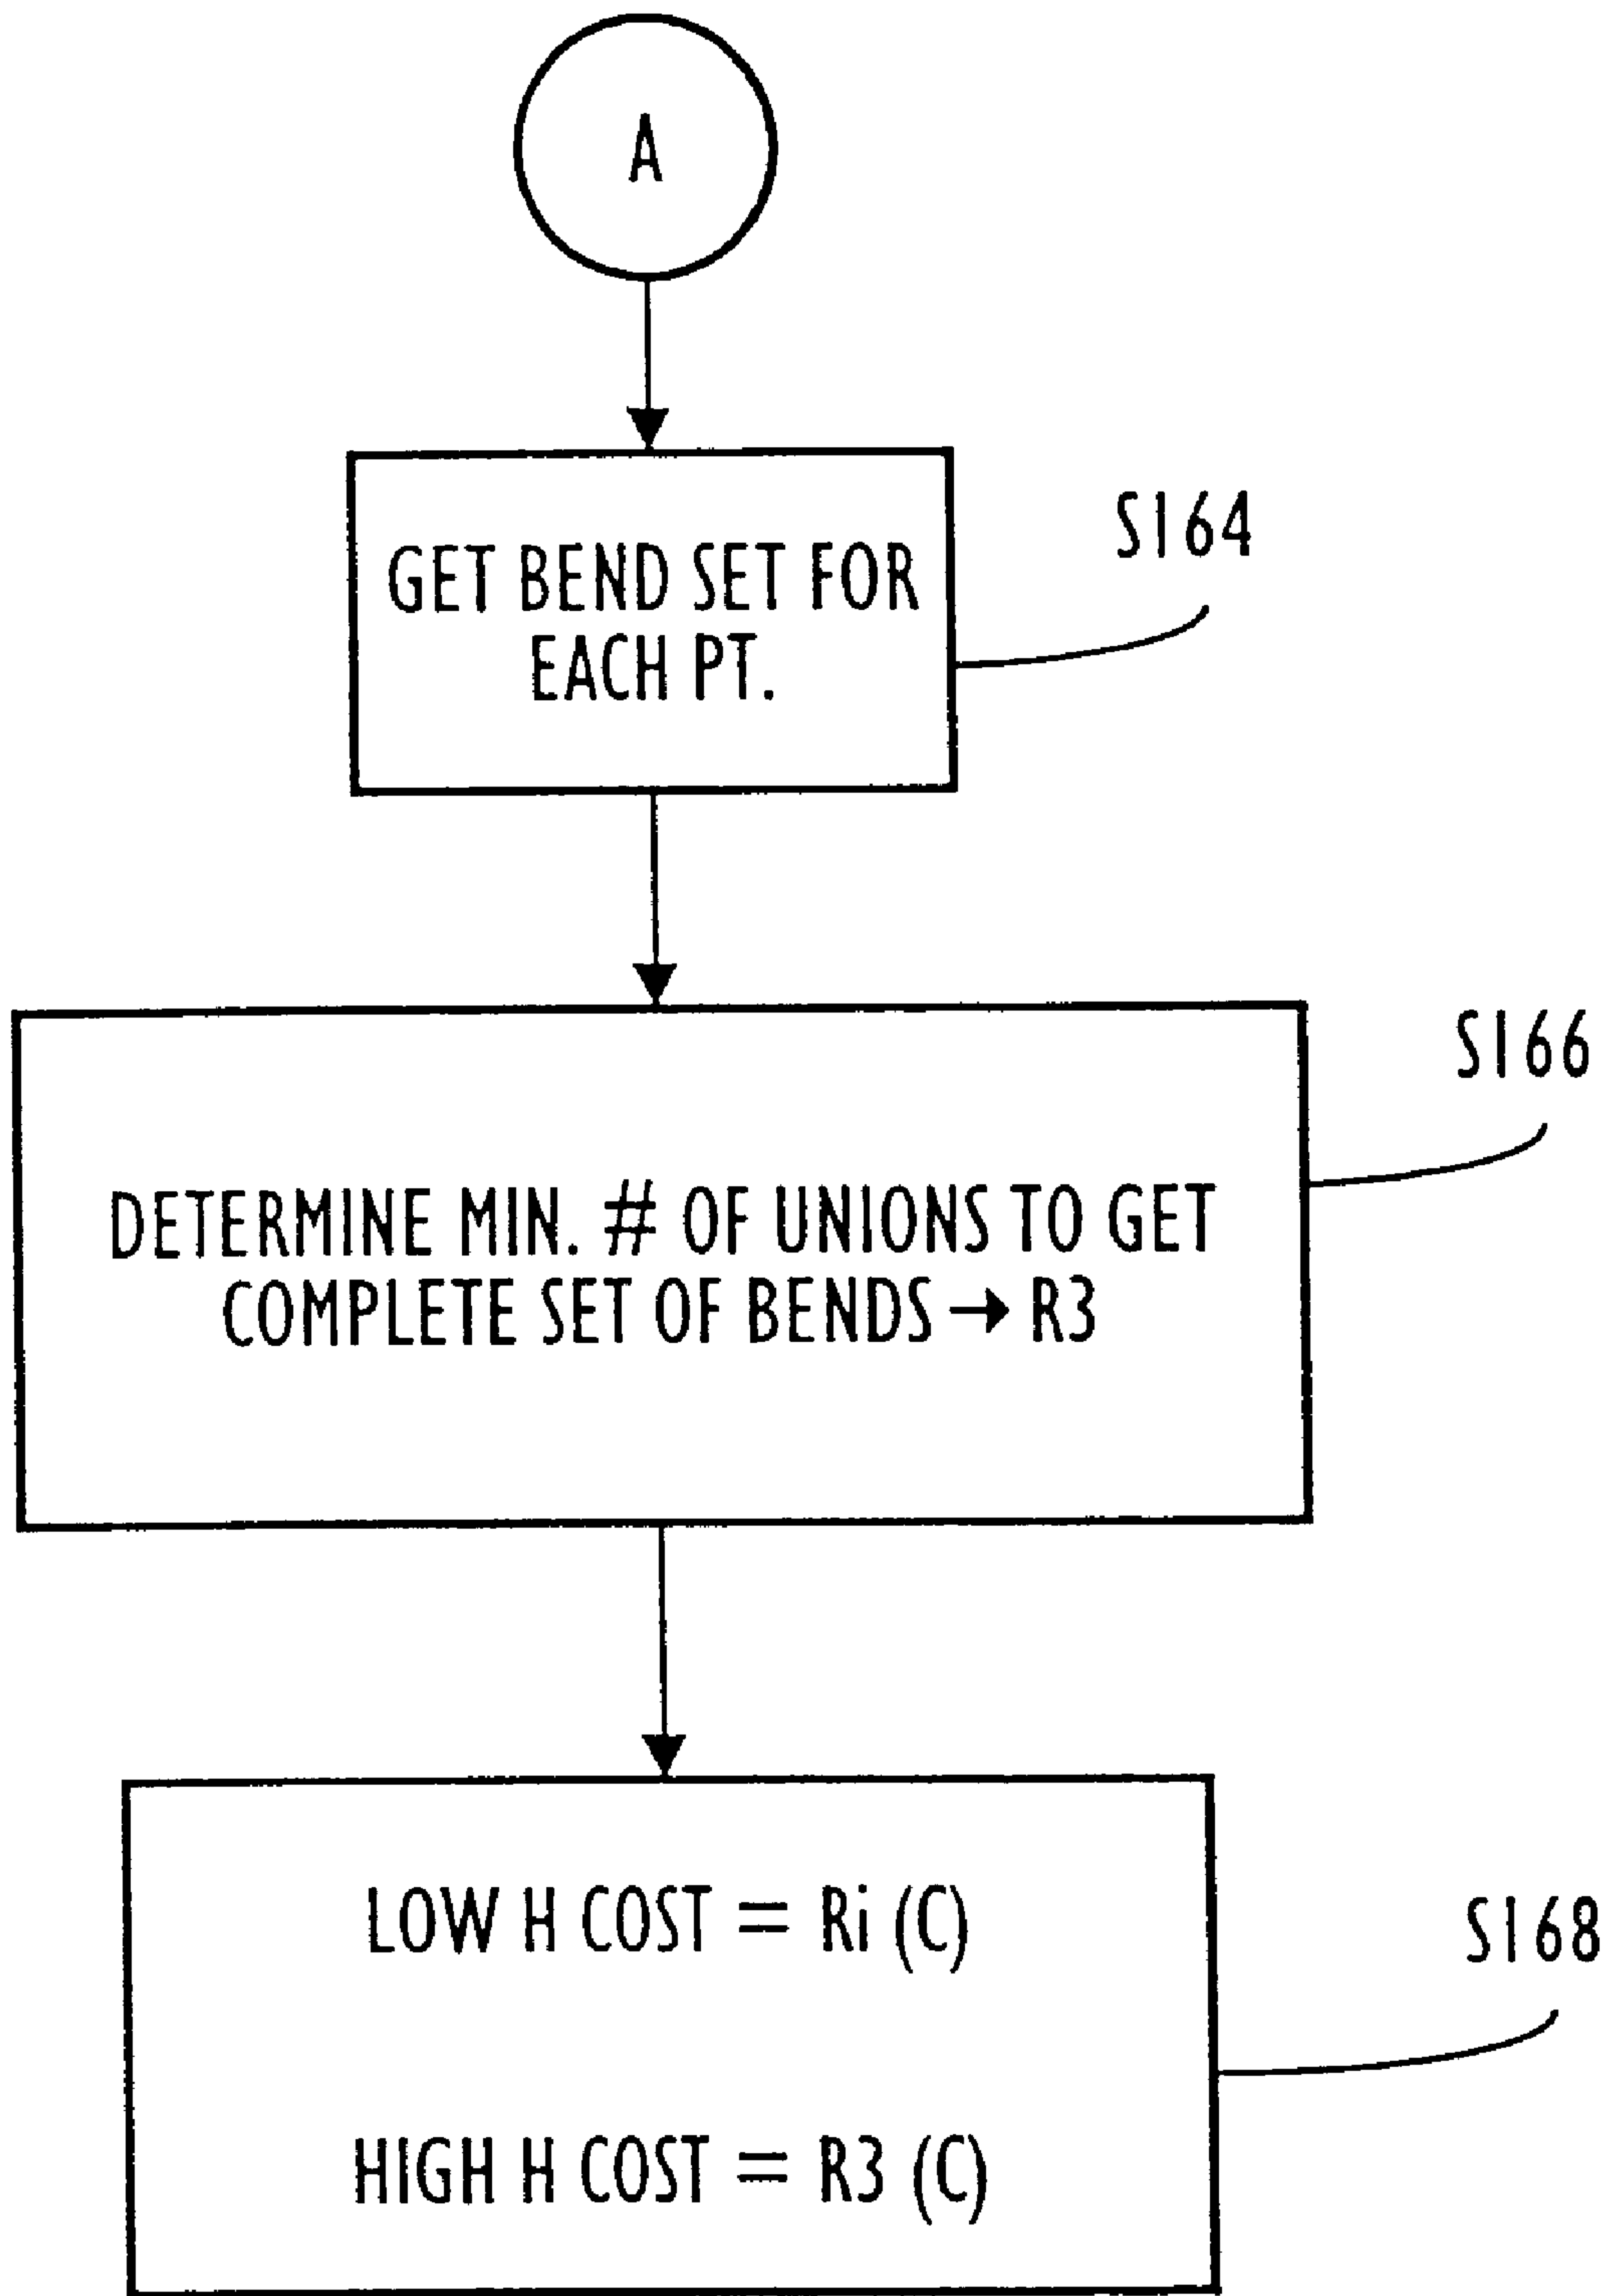 A
GET BEND SET FOR
EACH PT.
S164
DETERMINE MIN. # OF UNIONS TO GET
COMPLETE SET OF BENDS → R3
S166
LOW H COST = Ri (C)
HIGH H COST = R3 (C)
S168